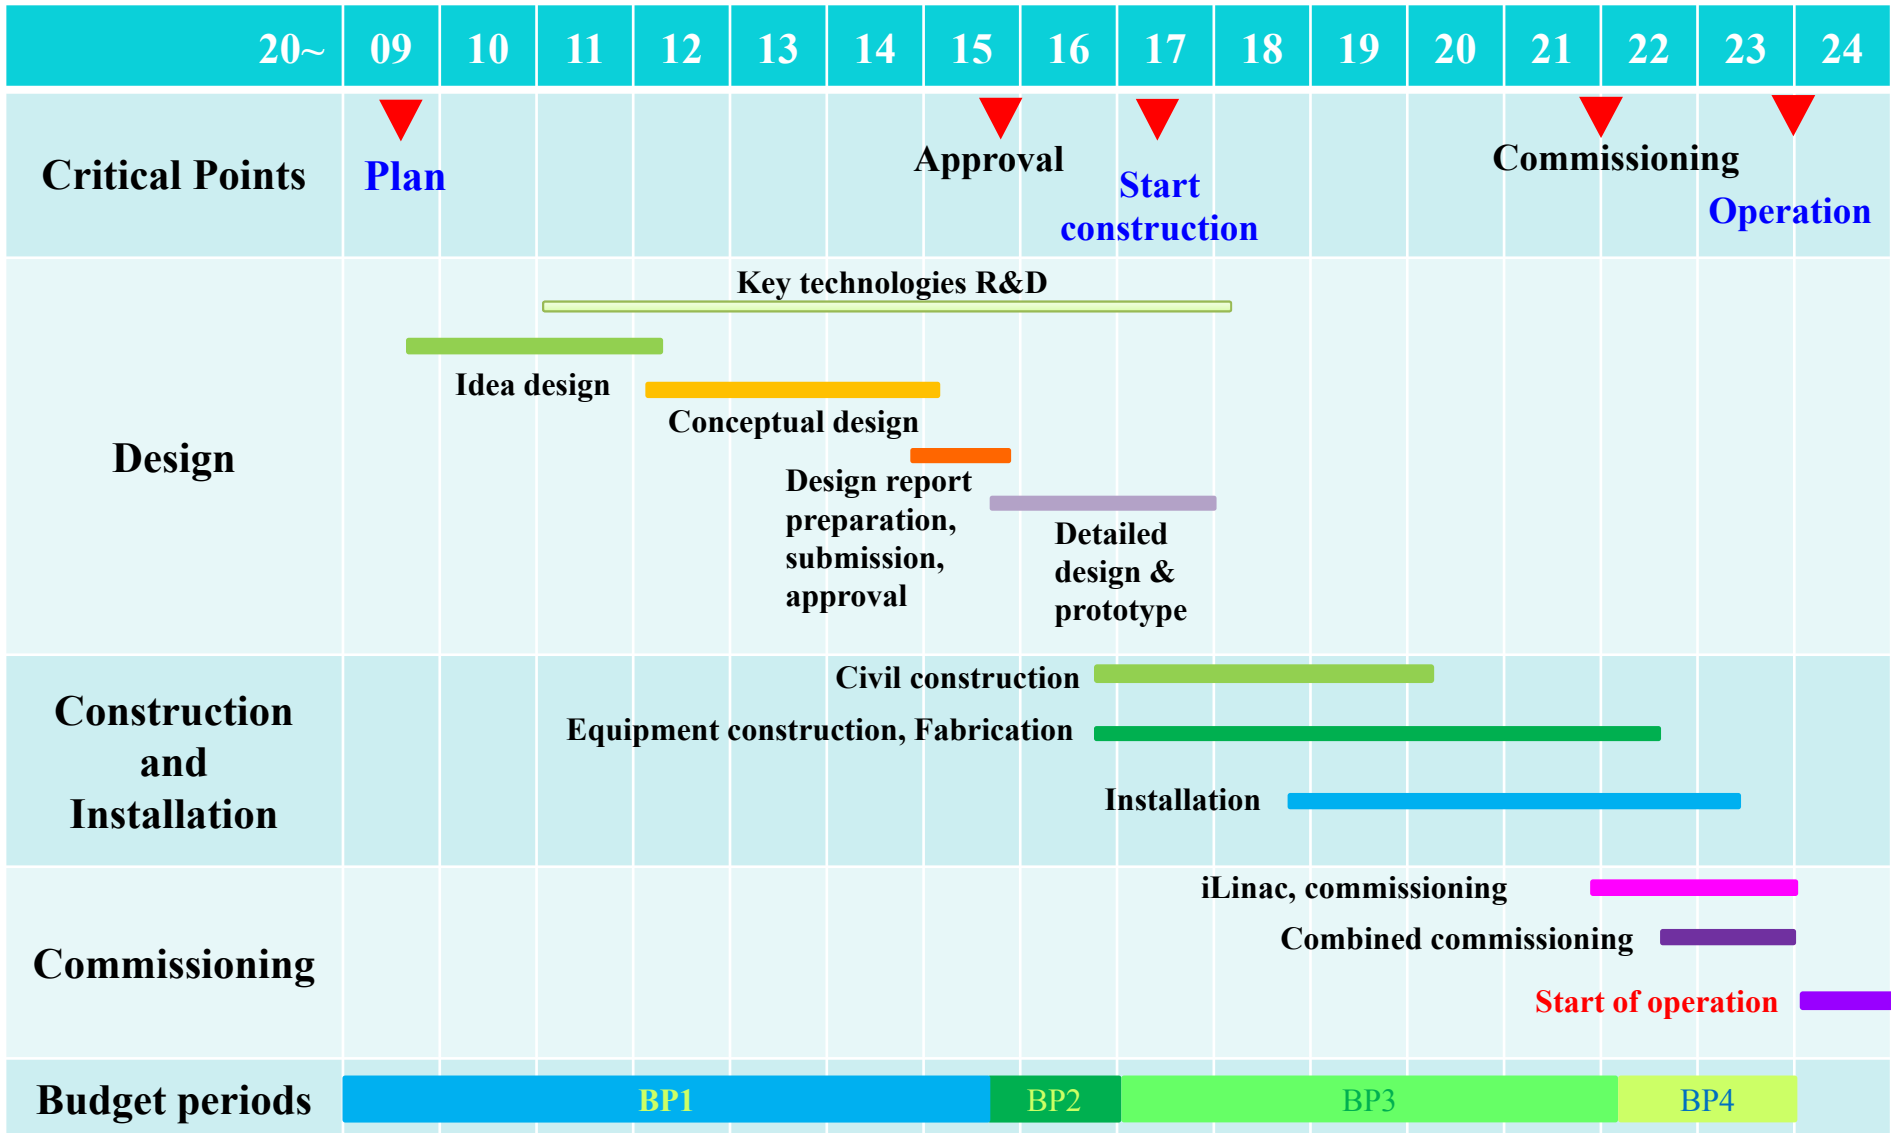 20~ 09 10 11 12 13 14 15 16 17 18 19 20 21 22 23 24
Critical Points
Plan
Approval
Start
construction
Commissioning
Operation
Design
Key technologies R&D
Idea design
Conceptual design
Design report
preparation,
submission,
approval
Detailed
design &
prototype
Construction
and
Installation
Civil construction
Equipment construction, Fabrication
Installation
Commissioning
iLinac, commissioning
Combined commissioning
Start of operation
Budget periods
BP1
BP2
BP3
BP4